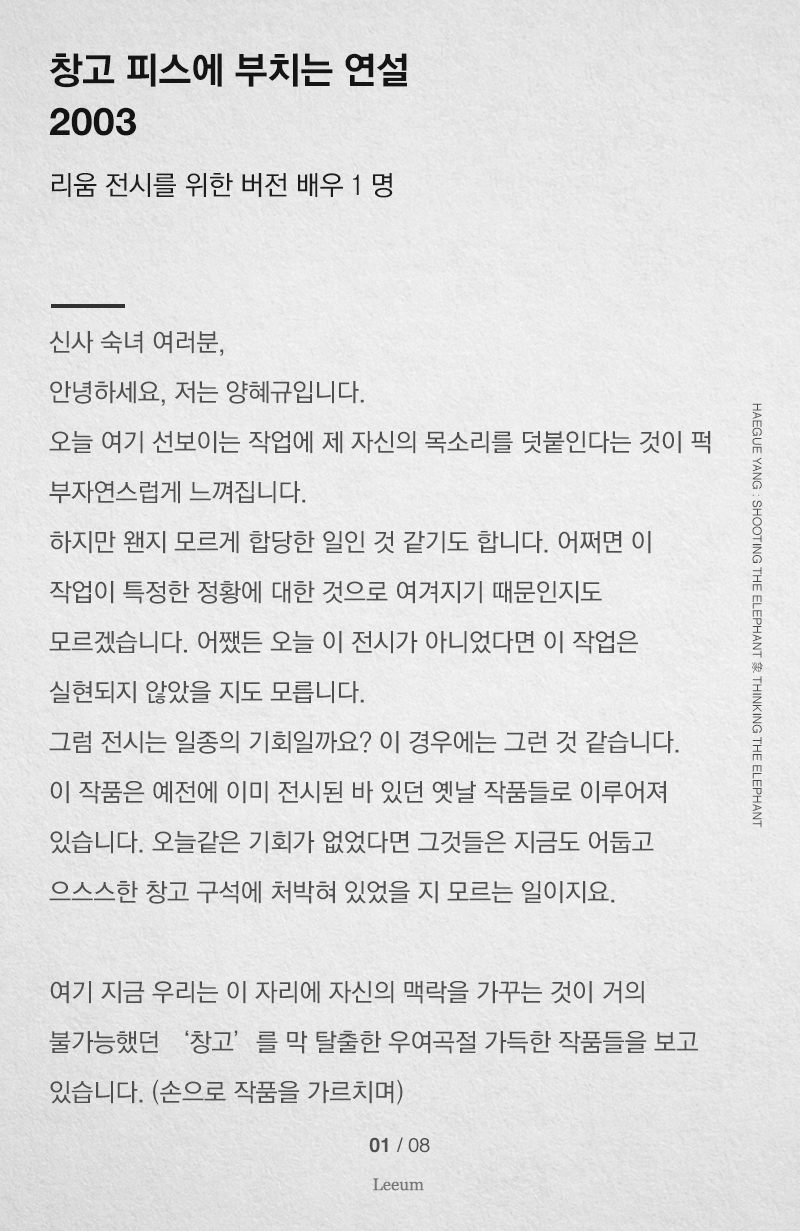 창고 피스에 부치는 연설
2003
리움 전시를 위한 버전 배우 1 명
신사 숙녀 여러분,
안녕하세요, 저는 양혜규입니다.
오늘 여기 선보이는 작업에 제 자신의 목소리를 덧붙인다는 것이 퍽
부자연스럽게 느껴집니다.
하지만 왠지 모르게 합당한 일인 것 같기도 합니다. 어쩌면 이
작업이 특정한 정황에 대한 것으로 여겨지기 때문인지도
모르겠습니다. 어쨌든 오늘 이 전시가 아니었다면 이 작업은
실현되지 않았을 지도 모릅니다.
그럼 전시는 일종의 기회일까요? 이 경우에는 그런 것 같습니다.
이 작품은 예전에 이미 전시된 바 있던 옛날 작품들로 이루어져
있습니다. 오늘같은 기회가 없었다면 그것들은 지금도 어둡고
으스스한 창고 구석에 처박혀 있었을 지 모르는 일이지요.
여기 지금 우리는 이 자리에 자신의 맥락을 가꾸는 것이 거의
불가능했던 ‘창고’를 막 탈출한 우여곡절 가득한 작품들을 보고
있습니다. (손으로 작품을 가르치며)
HAEGUE YANG : SHOOTING THE ELEPHANT 象 THINKING THE ELEPHANT
01 / 08
Leeum